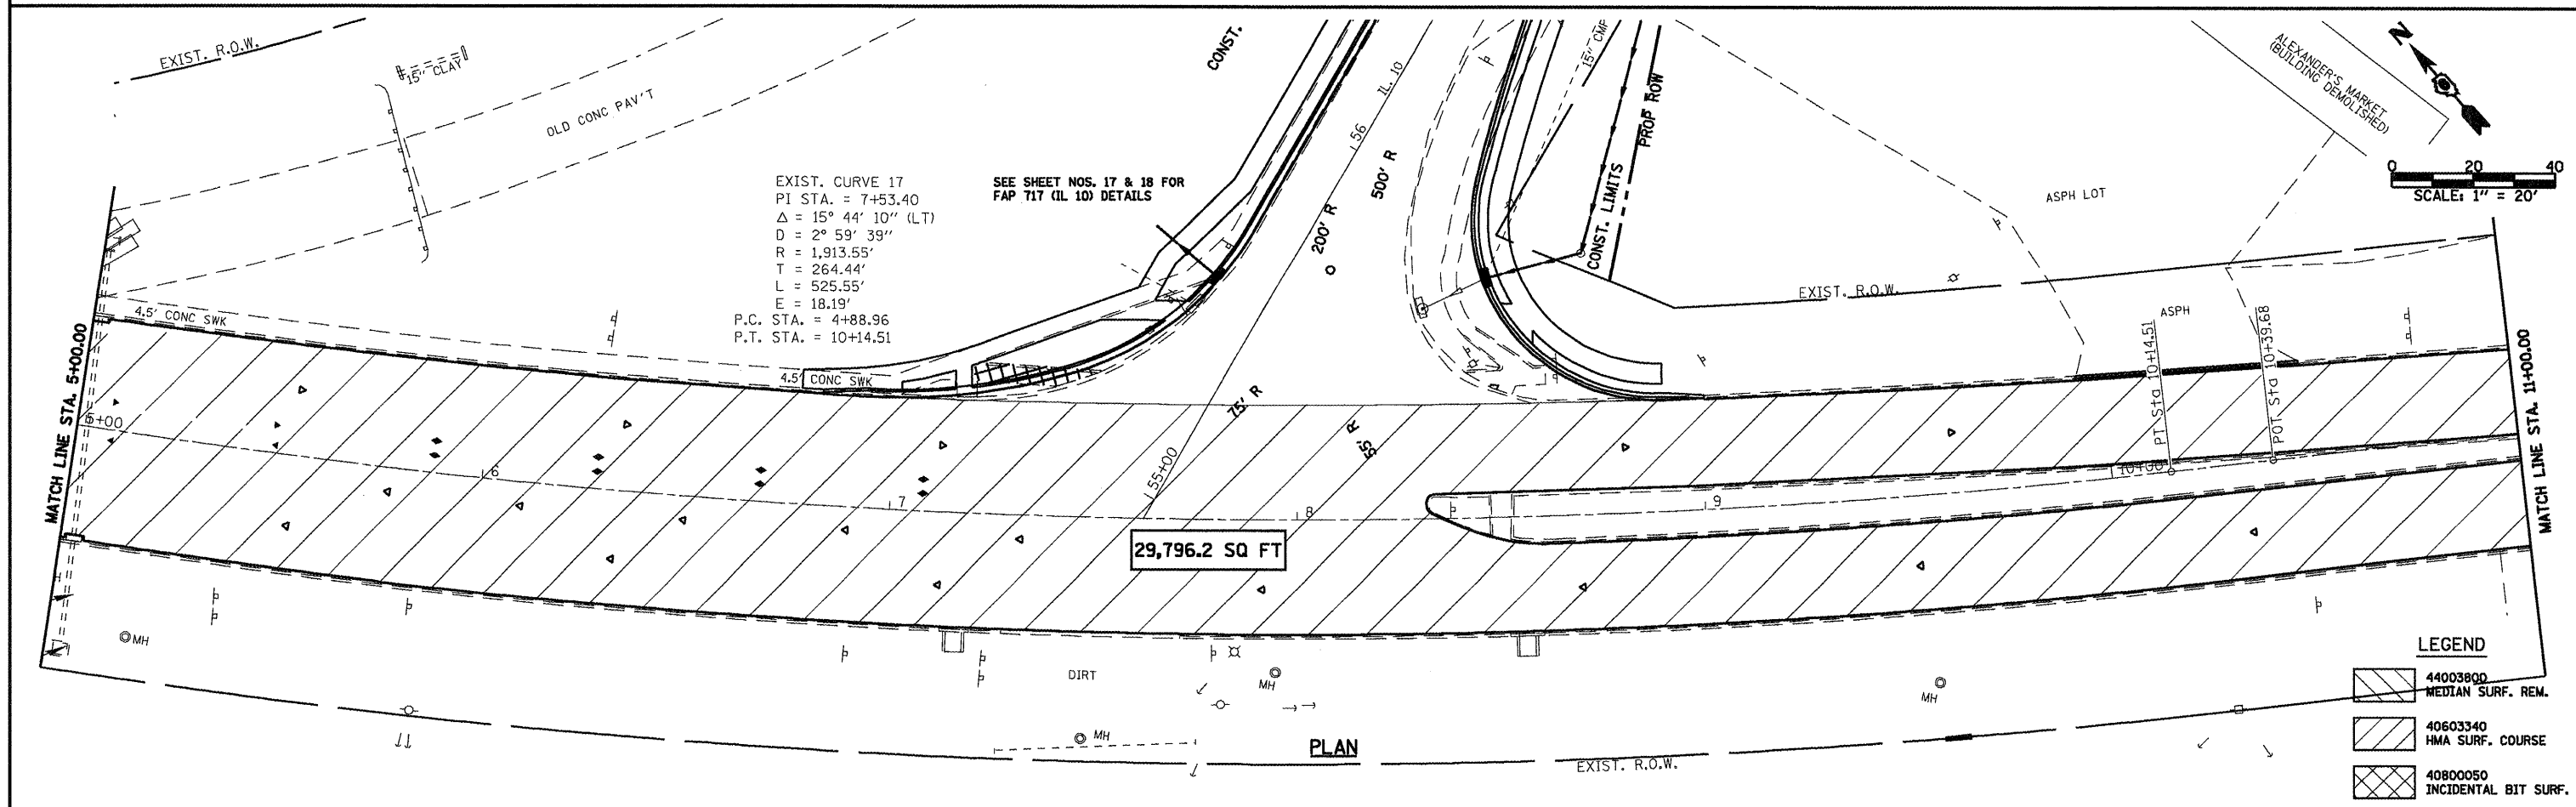 EXIST. R.O.W.
15" CLAY
OLD CONC PAV'T
CONST.
IL. 10
56
15" CMP
PROP ROW
CONST. LIMITS
500' R
200' R
ALEXANDER'S MARKET
(BUILDING DEMOLISHED)
N
0 20 40
SCALE: 1" = 20'
ASPH LOT
EXIST. CURVE 17
PI STA. = 7+53.40
Δ = 15° 44' 10" (LT)
D = 2° 59' 39"
R = 1,913.55'
T = 264.44'
L = 525.55'
E = 18.19'
P.C. STA. = 4+88.96
P.T. STA. = 10+14.51
SEE SHEET NOS. 17 & 18 FOR
FAP 717 (IL 10) DETAILS
EXIST. R.O.W.
ASPH
PT Sta 10+14.51
POT Sta 10+39.68
4.5' CONC SWK
4.5' CONC SWK
MATCH LINE STA. 5+00.00
5+00
6
7
55+00
75' R
55' R
8
9
10+00
MATCH LINE STA. 11+00.00
29,796.2 SQ FT
MH
DIRT
MH
MH
MH
PLAN
EXIST. R.O.W.
LEGEND
44003800
MEDIAN SURF. REM.
40603340
HMA SURF. COURSE
40800050
INCIDENTAL BIT SURF.